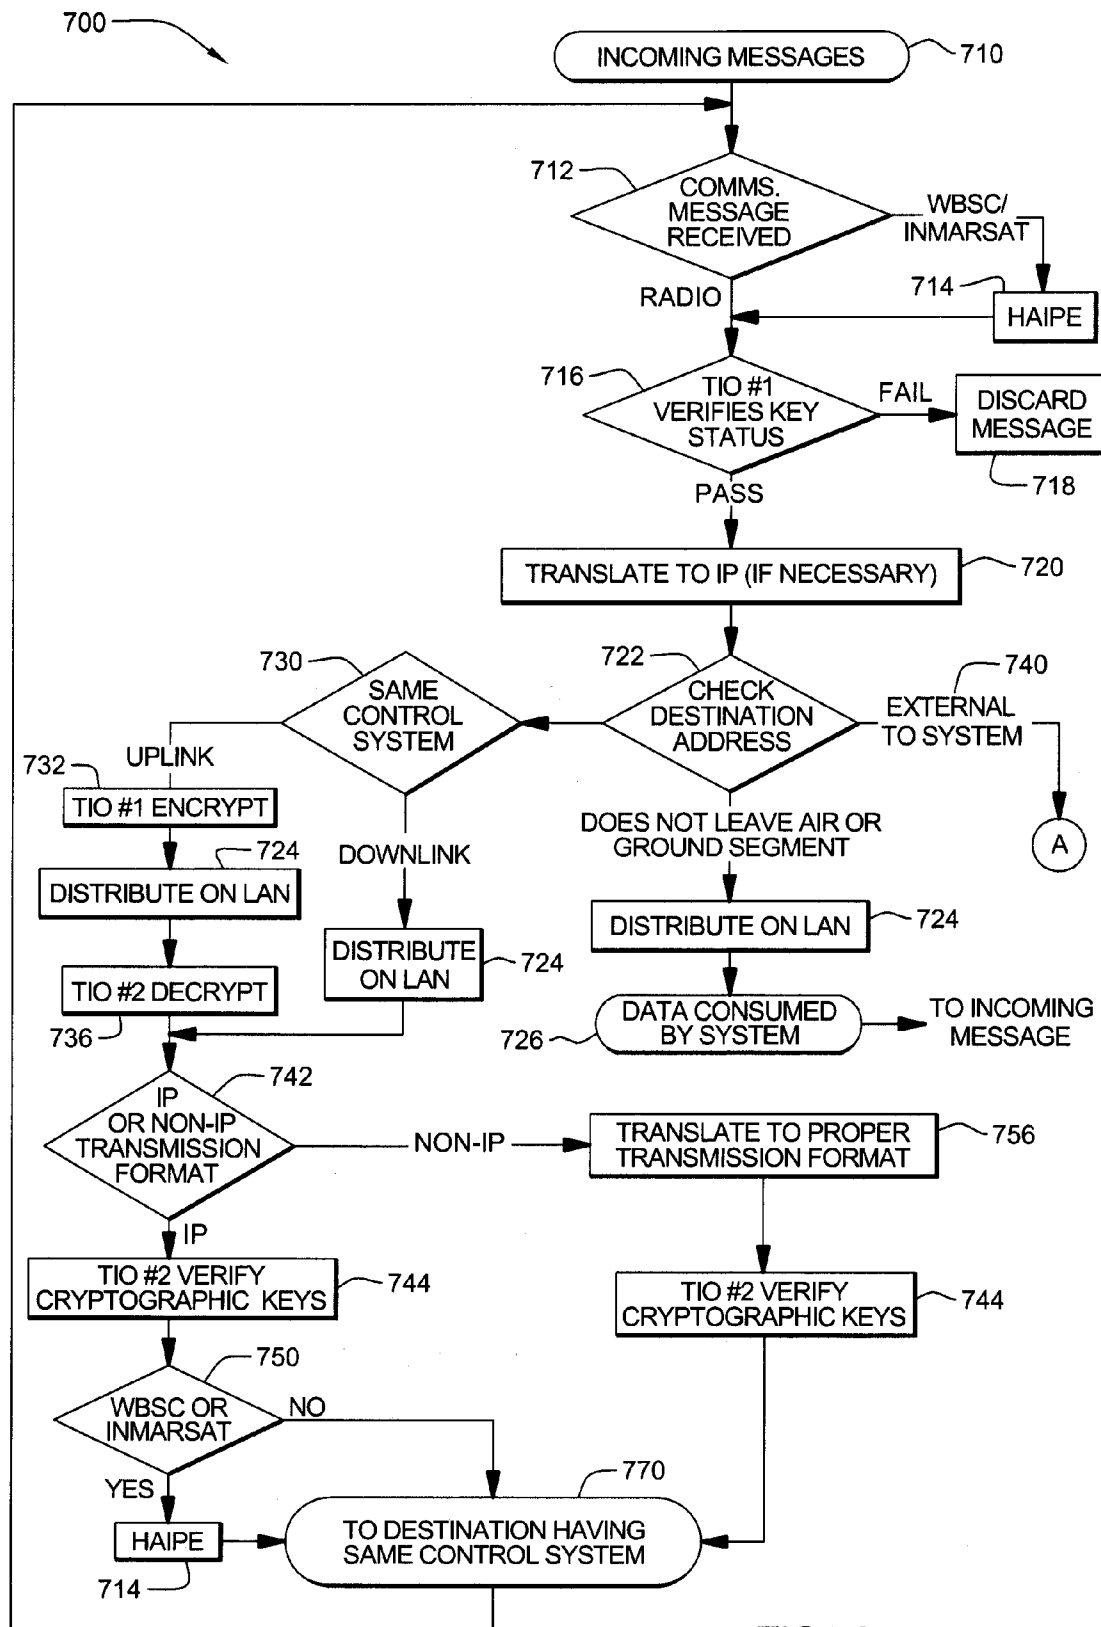 700
INCOMING MESSAGES
710
712
COMMS.
MESSAGE
RECEIVED
WBSC/
INMARSAT
RADIO
714
HAIPE
716
TIO #1
VERIFIES KEY
STATUS
FAIL
DISCARD
MESSAGE
718
PASS
TRANSLATE TO IP (IF NECESSARY)
720
730
SAME
CONTROL
SYSTEM
722
CHECK
DESTINATION
ADDRESS
740
EXTERNAL
TO SYSTEM
A
UPLINK
732
TIO #1 ENCRYPT
724
DISTRIBUTE ON LAN
TIO #2 DECRYPT
736
DOWNLINK
DISTRIBUTE
ON LAN
724
DOES NOT LEAVE AIR OR
GROUND SEGMENT
DISTRIBUTE ON LAN
724
DATA CONSUMED
BY SYSTEM
726
TO INCOMING
MESSAGE
742
IP
OR NON-IP
TRANSMISSION
FORMAT
NON-IP
TRANSLATE TO PROPER
TRANSMISSION FORMAT
756
IP
TIO #2 VERIFY
CRYPTOGRAPHIC KEYS
744
TIO #2 VERIFY
CRYPTOGRAPHIC KEYS
744
750
WBSC OR
INMARSAT
NO
YES
HAIPE
714
770
TO DESTINATION HAVING
SAME CONTROL SYSTEM